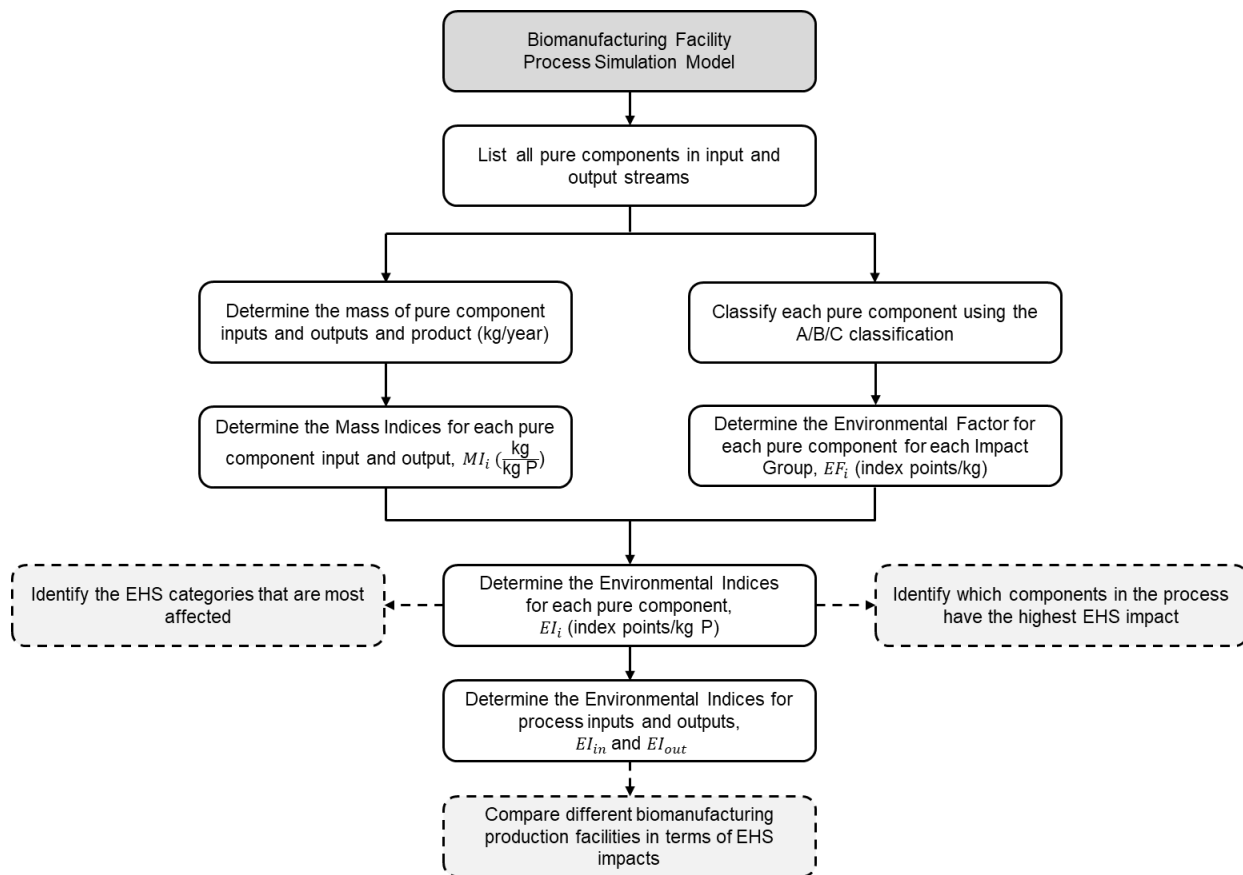 Biomanufacturing Facility
Process Simulation Model
List all pure components in input and
output streams
Determine the mass of pure component
inputs and outputs and product (kg/year)
Classify each pure component using the
A/B/C classification
Determine the Mass Indices for each pure
component input and output, MI_i (kg/kg P)
Determine the Environmental Factor for
each pure component for each Impact
Group, EF_i (index points/kg)
Identify the EHS categories that are most
affected
Determine the Environmental Indices
for each pure component,
EI_i (index points/kg P)
Identify which components in the process
have the highest EHS impact
Determine the Environmental Indices for
process inputs and outputs,
EI_in and EI_out
Compare different biomanufacturing
production facilities in terms of EHS
impacts